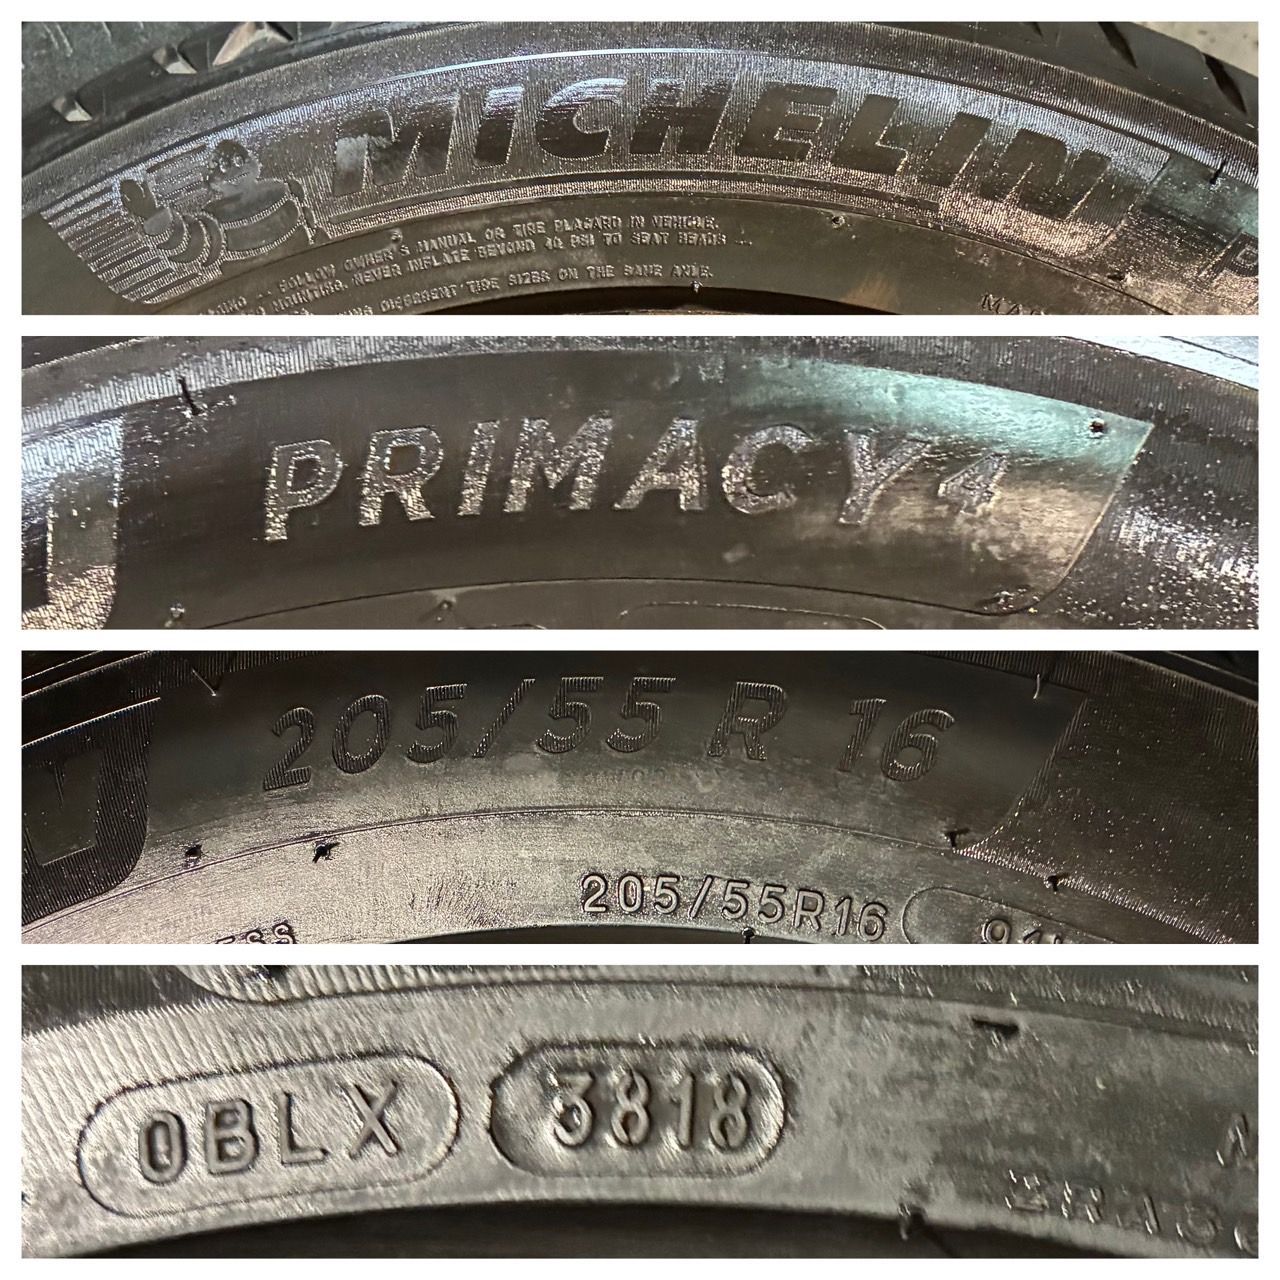 MICHELIN
FOLLOW OWNER'S MANUAL OR TIRE PLACARD IN VEHICLE.
MOUNTING. NEVER INFLATE BEYOND 40 PSI TO SEAT BEADS ...
DIFFERENT TIRE SIZES ON THE SAME AXLE.
PRIMACY 4
205/55 R 16
205/55R16 91
0BLX 3818